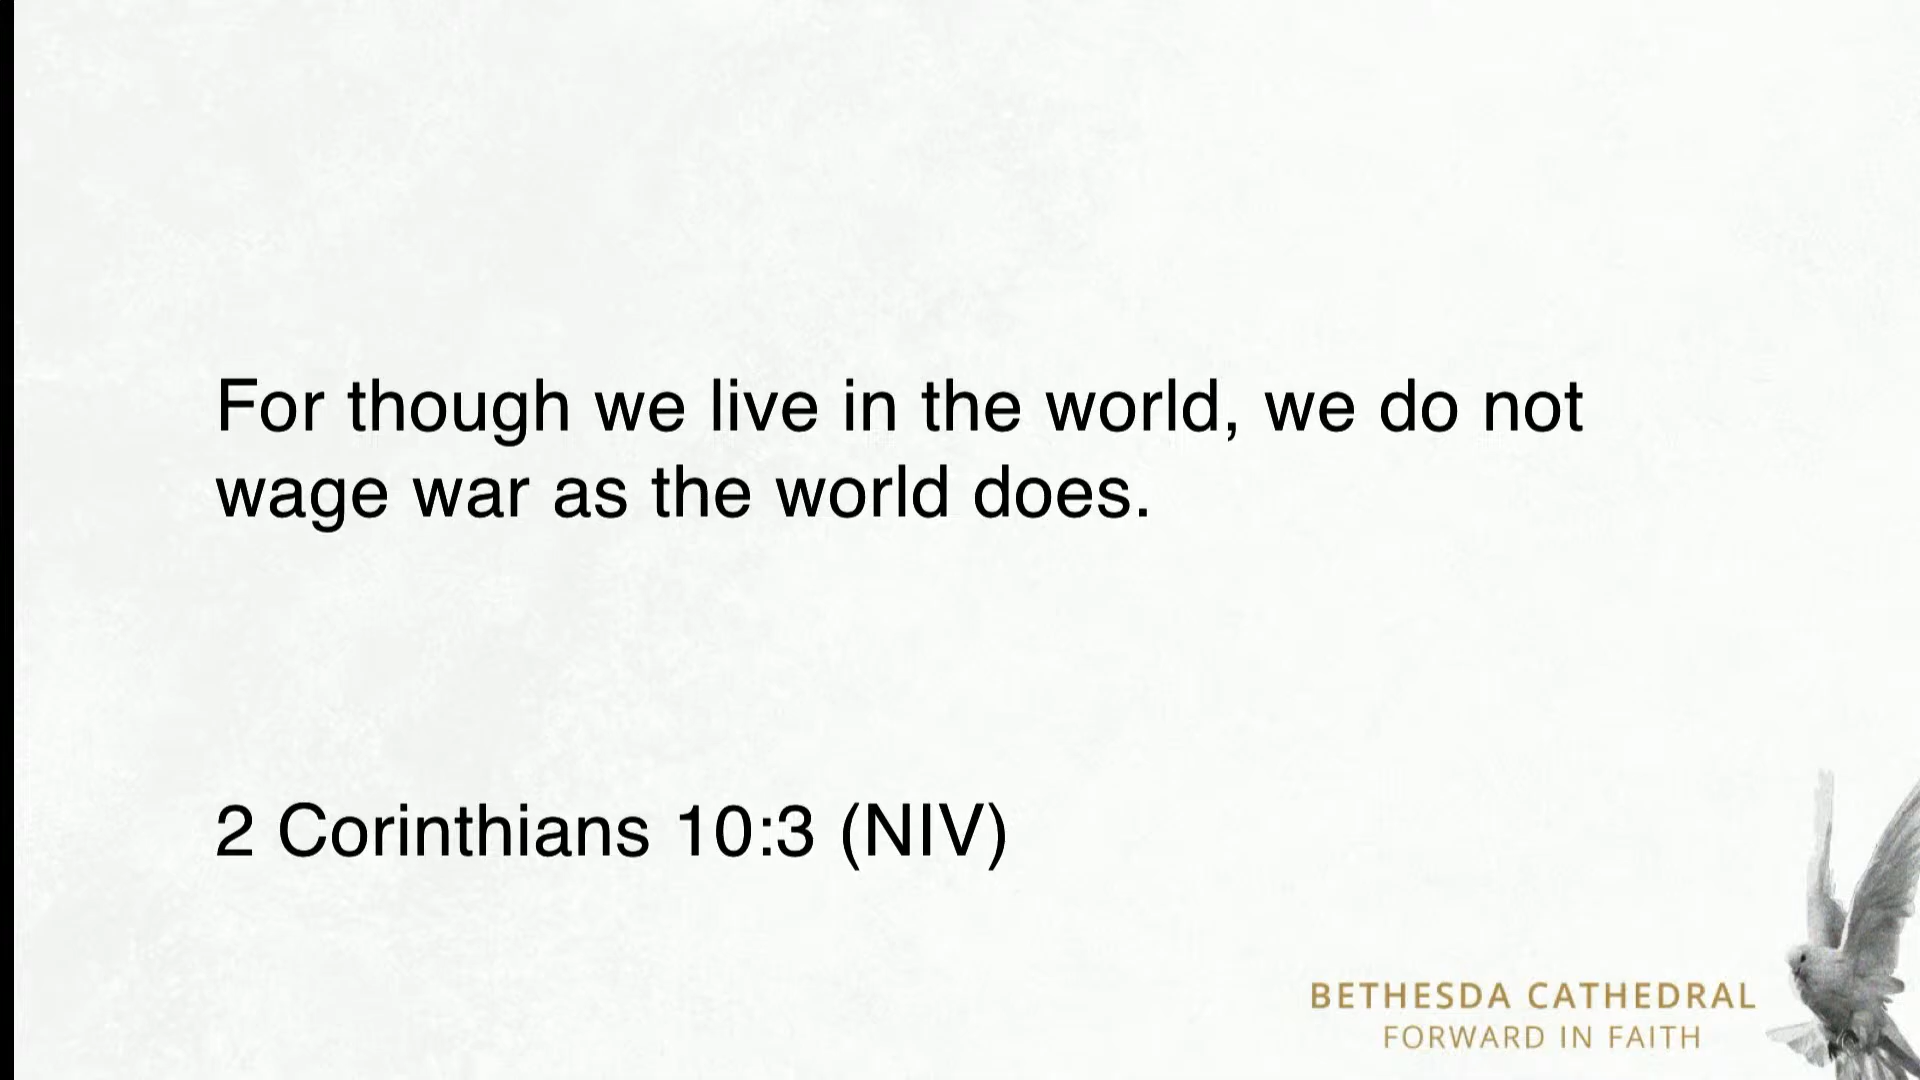 For though we live in the world, we do not
wage war as the world does.
2 Corinthians 10:3 (NIV)
BETHESDA CATHEDRAL
FORWARD IN FAITH